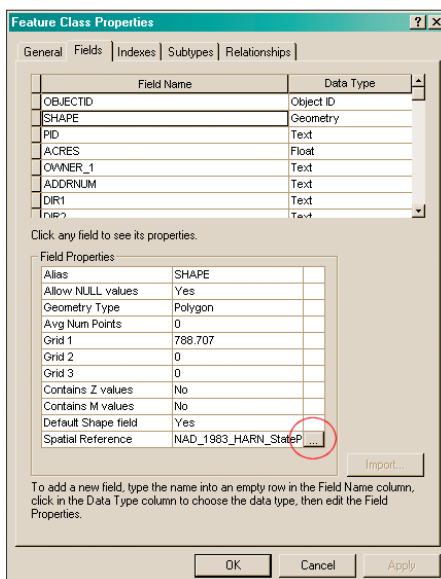 Feature Class Properties ? X
General Fields Indexes Subtypes Relationships
Field Name Data Type
OBJECTID Object ID
SHAPE Geometry
PID Text
ACRES Float
OWNER_1 Text
ADDRNUM Text
DIR1 Text
DIR2 Text
Click any field to see its properties.
Field Properties
Alias SHAPE
Allow NULL values Yes
Geometry Type Polygon
Avg Num Points 0
Grid 1 788.707
Grid 2 0
Grid 3 0
Contains Z values No
Contains M values No
Default Shape field Yes
Spatial Reference NAD_1983_HARN_StateP ...
Import...
To add a new field, type the name into an empty row in the Field Name column,
click in the Data Type column to choose the data type, then edit the Field
Properties.
OK Cancel Apply